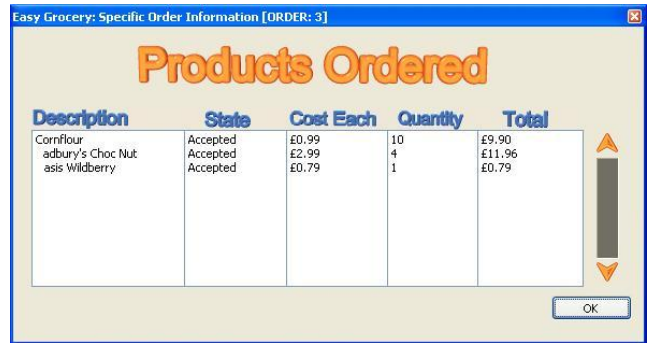 Easy Grocery: Specific Order Information [ORDER: 3]
Products Ordered
Description State Cost Each Quantity Total
Cornflour Accepted £0.99 10 £9.90
adbury's Choc Nut Accepted £2.99 4 £11.96
asis Wildberry Accepted £0.79 1 £0.79
OK